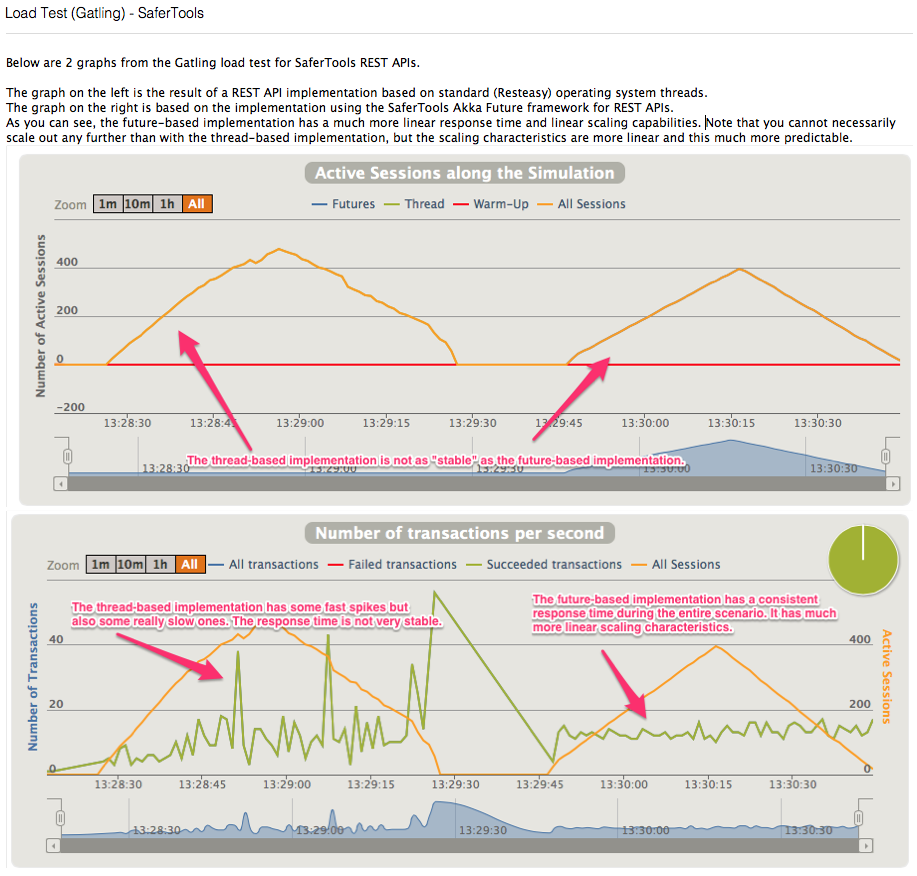 Load Test (Gatling) - SaferTools
Below are 2 graphs from the Gatling load test for SaferTools REST APIs.
The graph on the left is the result of a REST API implementation based on standard (Resteasy) operating system threads.
The graph on the right is based on the implementation using the SaferTools Akka Future framework for REST APIs.
As you can see, the future-based implementation has a much more linear response time and linear scaling capabilities. Note that you cannot necessarily
scale out any further than with the thread-based implementation, but the scaling characteristics are more linear and this much more predictable.
Active Sessions along the Simulation
Zoom 1m 10m 1h All
Futures Thread Warm-Up All Sessions
Number of Active Sessions
400
200
0
-200
13:28:30 13:28:45 13:29:00 13:29:15 13:29:30 13:29:45 13:30:00 13:30:15 13:30:30
The thread-based implementation is not as "stable" as the future-based implementation.
13:28:30 13:29:00 13:29:30 13:30:00 13:30:30
Number of transactions per second
Zoom 1m 10m 1h All
All transactions Failed transactions Succeeded transactions All Sessions
The thread-based implementation has some fast spikes but
also some really slow ones. The response time is not very stable.
The future-based implementation has a consistent
response time during the entire scenario. It has much
more linear scaling characteristics.
Number of Transactions
Active Sessions
40 400
20 200
0 0
13:28:30 13:28:45 13:29:00 13:29:15 13:29:30 13:29:45 13:30:00 13:30:15 13:30:30
13:28:30 13:29:00 13:29:30 13:30:00 13:30:30